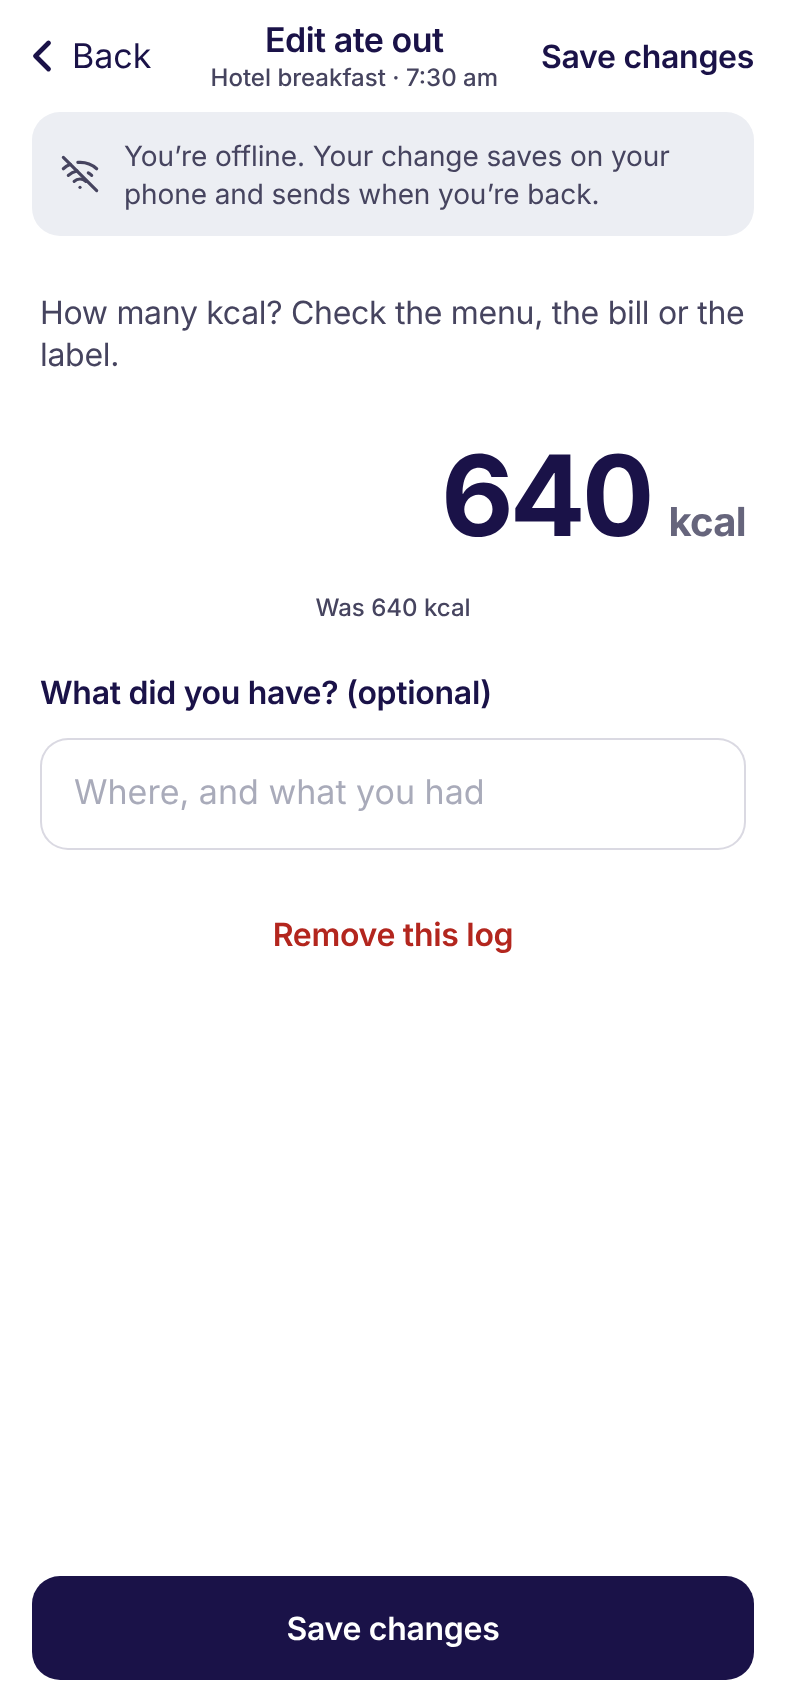 Back
Edit ate out
Hotel breakfast · 7:30 am
Save changes
You’re offline. Your change saves on your
phone and sends when you’re back.
How many kcal? Check the menu, the bill or the
label.
640 kcal
Was 640 kcal
What did you have? (optional)
Where, and what you had
Remove this log
Save changes